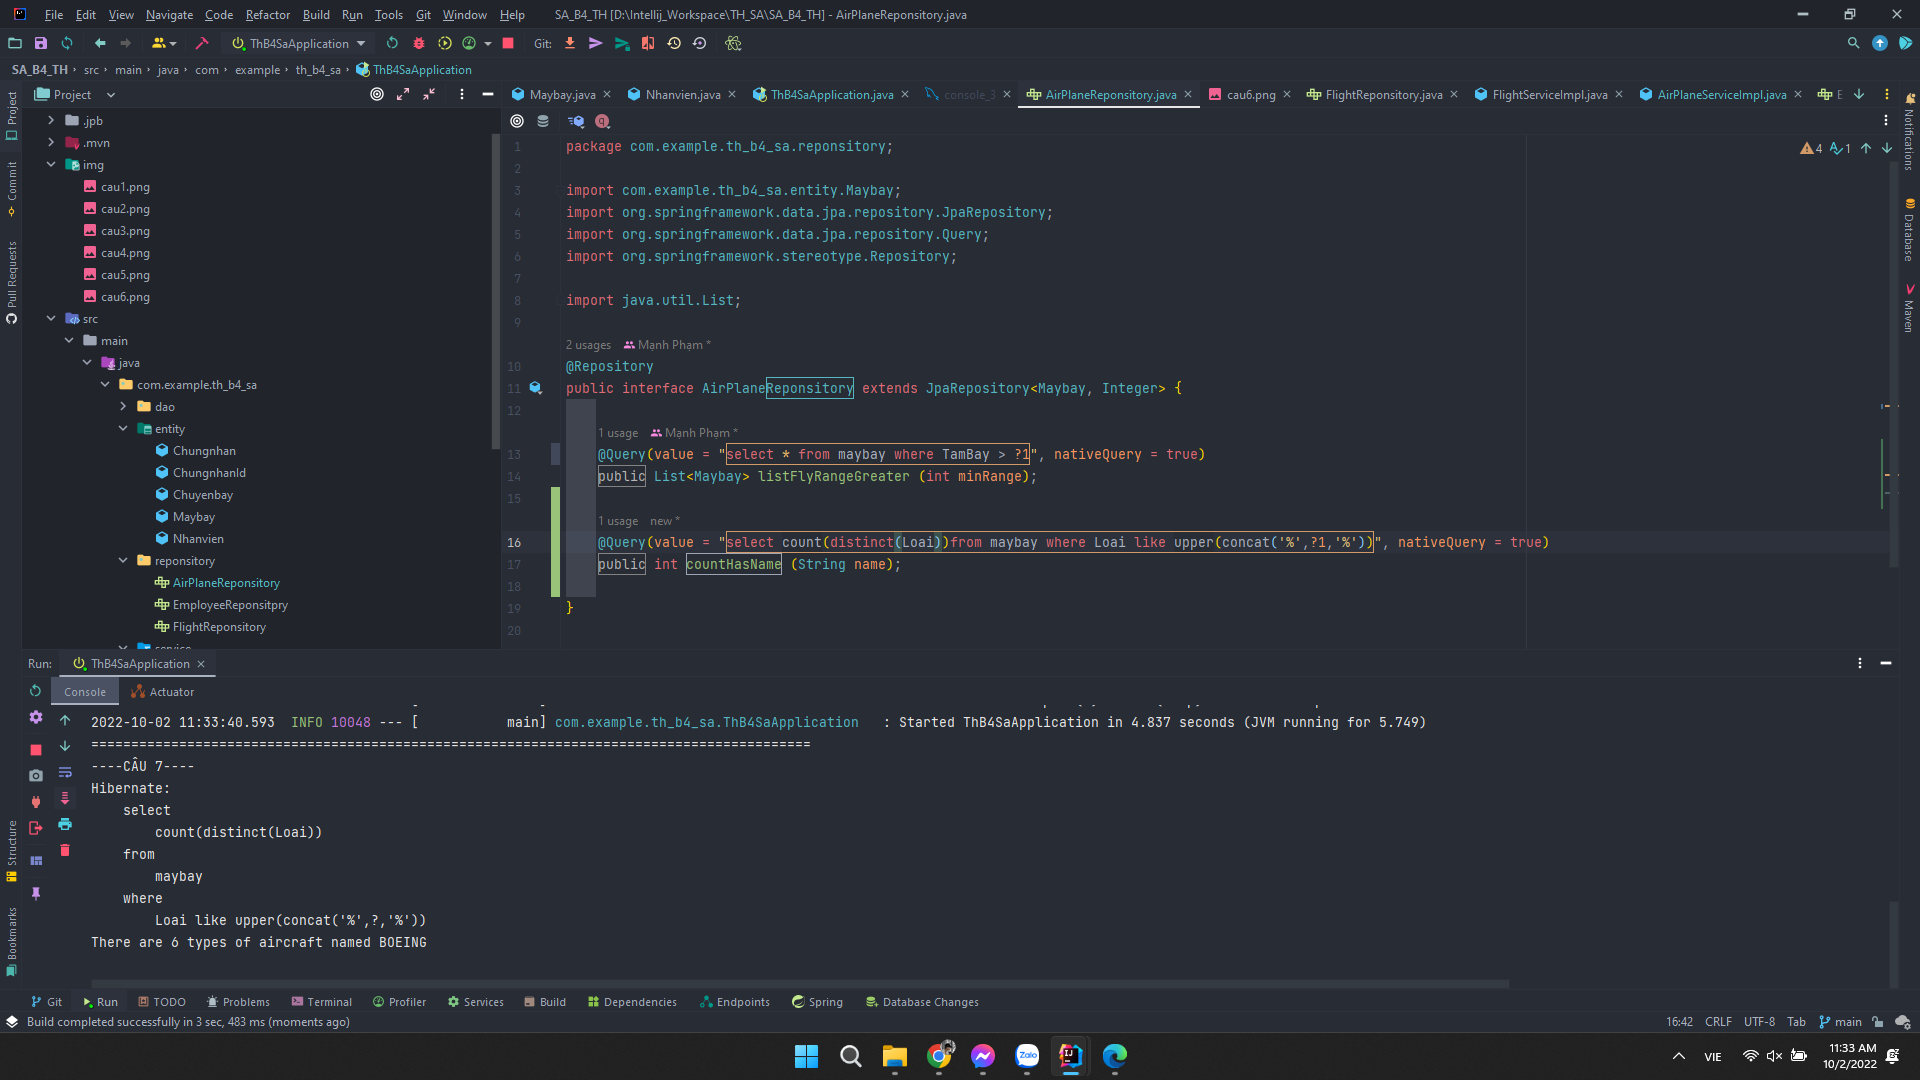 File Edit View Navigate Code Refactor Build Run Tools Git Window Help SA_B4_TH [D:\Intellij_Workspace\TH_SA\SA_B4_TH] - AirPlaneReponsitory.java
ThB4SaApplication Git:
SA_B4_TH › src › main › java › com › example › th_b4_sa › ThB4SaApplication
Project
Maybay.java Nhanvien.java ThB4SaApplication.java console_3 AirPlaneReponsitory.java cau6.png FlightReponsitory.java FlightServiceImpl.java AirPlaneServiceImpl.java E
Project
Commit
Pull Requests
Structure
Bookmarks
Notifications
Database
Maven
.jpb
.mvn
img
cau1.png
cau2.png
cau3.png
cau4.png
cau5.png
cau6.png
src
main
java
com.example.th_b4_sa
dao
entity
Chungnhan
ChungnhanId
Chuyenbay
Maybay
Nhanvien
reponsitory
AirPlaneReponsitory
EmployeeReponsitpry
FlightReponsitory
service
4 1
1 package com.example.th_b4_sa.reponsitory;
2
3 import com.example.th_b4_sa.entity.Maybay;
4 import org.springframework.data.jpa.repository.JpaRepository;
5 import org.springframework.data.jpa.repository.Query;
6 import org.springframework.stereotype.Repository;
7
8 import java.util.List;
9
2 usages Mạnh Phạm *
10 @Repository
11 public interface AirPlaneReponsitory extends JpaRepository<Maybay, Integer> {
12
1 usage Mạnh Phạm *
13 @Query(value = "select * from maybay where TamBay > ?1", nativeQuery = true)
14 public List<Maybay> listFlyRangeGreater (int minRange);
15
1 usage new *
16 @Query(value = "select count(distinct(Loai))from maybay where Loai like upper(concat('%',?1,'%'))", nativeQuery = true)
17 public int countHasName (String name);
18
19 }
20
Run: ThB4SaApplication
Console Actuator
2022-10-02 11:33:40.593 INFO 10048 --- [ main] com.example.th_b4_sa.ThB4SaApplication : Started ThB4SaApplication in 4.837 seconds (JVM running for 5.749)
==========================================================================================
----CÂU 7----
Hibernate:
select
count(distinct(Loai))
from
maybay
where
Loai like upper(concat('%',?,'%'))
There are 6 types of aircraft named BOEING
Git Run TODO Problems Terminal Profiler Services Build Dependencies Endpoints Spring Database Changes
Build completed successfully in 3 sec, 483 ms (moments ago) 16:42 CRLF UTF-8 Tab main
Zalo
VIE 11:33 AM
10/2/2022